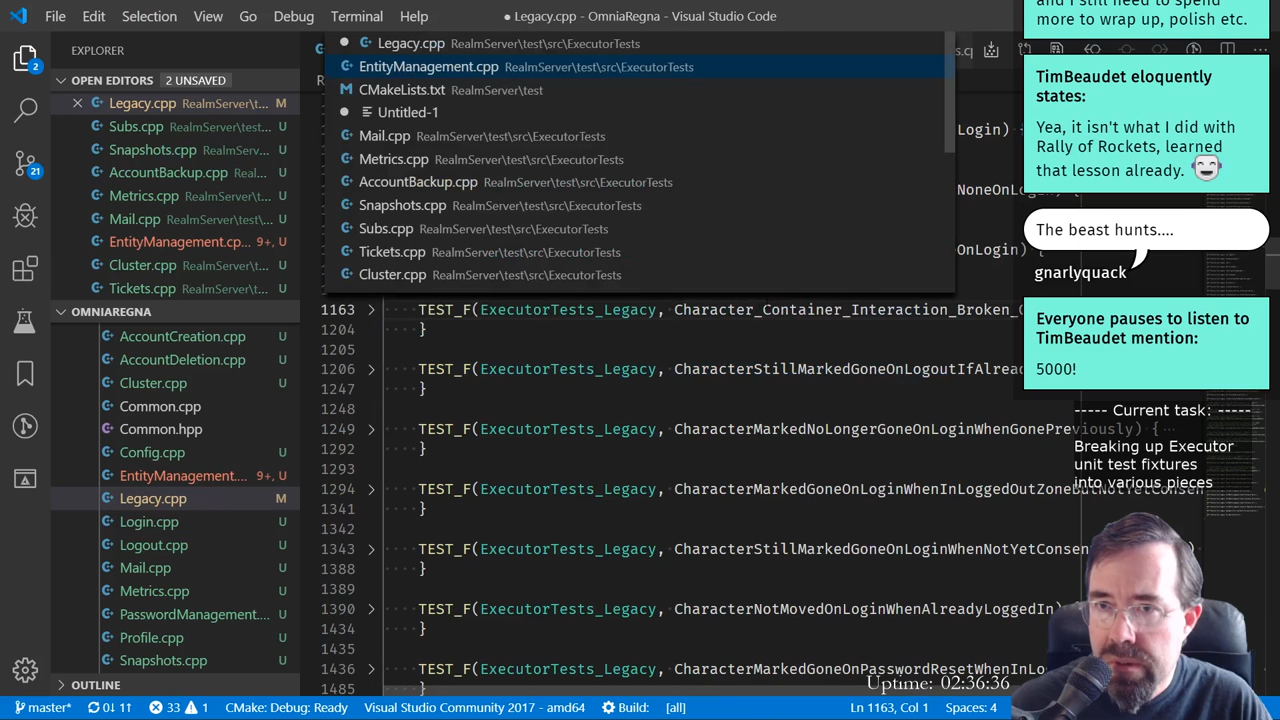 File Edit Selection View Go Debug Terminal Help
● Legacy.cpp - OmniaRegna - Visual Studio Code
EXPLORER
OPEN EDITORS 2 UNSAVED
Legacy.cpp RealmServer\t... M
Subs.cpp RealmServer\test... U
Snapshots.cpp RealmServ... U
AccountBackup.cpp Realm... U
Metrics.cpp RealmServer\t... U
Mail.cpp RealmServer\test... U
EntityManagement.cp... 9+, U
Cluster.cpp RealmServer\t... U
Tickets.cpp RealmServer\t... U
OMNIAREGNA
AccountCreation.cpp U
AccountDeletion.cpp U
Cluster.cpp U
Common.cpp U
Common.hpp U
Config.cpp U
EntityManagement... 9+, U
Legacy.cpp M
Login.cpp U
Logout.cpp U
Mail.cpp U
Metrics.cpp U
PasswordManagement... U
Profile.cpp U
Snapshots.cpp U
OUTLINE
2
21
Legacy.cpp RealmServer\test\src\ExecutorTests
EntityManagement.cpp RealmServer\test\src\ExecutorTests
CMakeLists.txt RealmServer\test
Untitled-1
Mail.cpp RealmServer\test\src\ExecutorTests
Metrics.cpp RealmServer\test\src\ExecutorTests
AccountBackup.cpp RealmServer\test\src\ExecutorTests
Snapshots.cpp RealmServer\test\src\ExecutorTests
Subs.cpp RealmServer\test\src\ExecutorTests
Tickets.cpp RealmServer\test\src\ExecutorTests
Cluster.cpp RealmServer\test\src\ExecutorTests
Login) {
NoneOnLogin) {
OnLogin) {
1163 TEST_F(ExecutorTests_Legacy, Character_Container_Interaction_Broken_
1204 }
1205
1206 TEST_F(ExecutorTests_Legacy, CharacterStillMarkedGoneOnLogoutIfAlrea
1247 }
1248
1249 TEST_F(ExecutorTests_Legacy, CharacterMarkedNoLongerGoneOnLoginWhenGonePreviously) {
1292 }
1293
1294 TEST_F(ExecutorTests_Legacy, CharacterMarkedGoneOnLoginWhenInLoggedOutZone
1341 }
1342
1343 TEST_F(ExecutorTests_Legacy, CharacterStillMarkedGoneOnLoginWhenNotYetConsen
1388 }
1389
1390 TEST_F(ExecutorTests_Legacy, CharacterNotMovedOnLoginWhenAlreadyLoggedIn)
1434 }
1435
1436 TEST_F(ExecutorTests_Legacy, CharacterMarkedGoneOnPasswordResetWhenInLo
1485 }
and I still need to spend
more to wrap up, polish etc.
TimBeaudet eloquently
states:
Yea, it isn't what I did with
Rally of Rockets, learned
that lesson already.
The beast hunts....
gnarlyquack
Everyone pauses to listen to
TimBeaudet mention:
5000!
----- Current task: -----
Breaking up Executor
unit test fixtures
into various pieces
Uptime: 02:36:36
master* 0↓ 11↑ 33 1 CMake: Debug: Ready Visual Studio Community 2017 - amd64 Build: [all] Ln 1163, Col 1 Spaces: 4